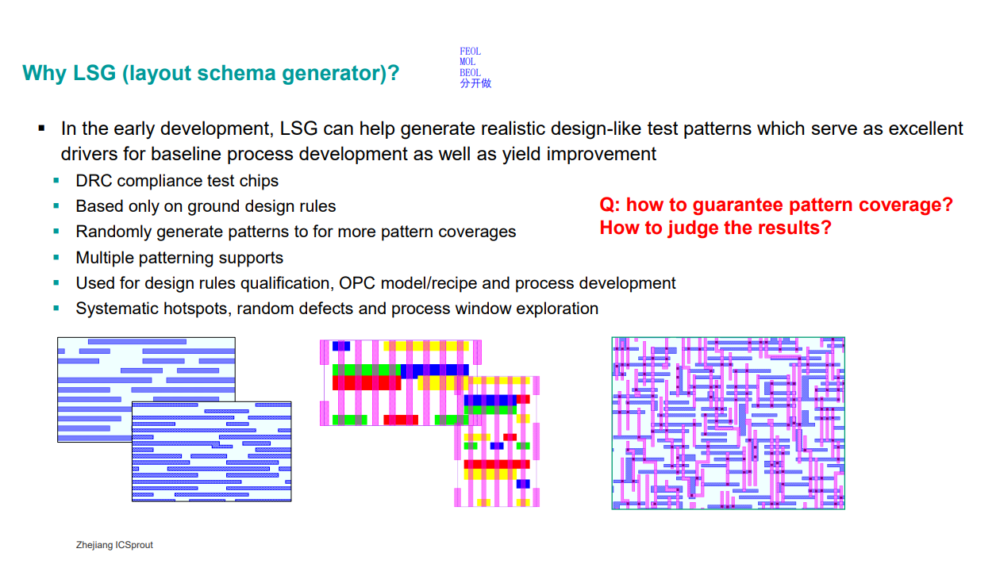 FEOL
MOL
BEOL
分开做
Why LSG (layout schema generator)?
▪ In the early development, LSG can help generate realistic design-like test patterns which serve as excellent
drivers for baseline process development as well as yield improvement
▪ DRC compliance test chips
▪ Based only on ground design rules
▪ Randomly generate patterns to for more pattern coverages
▪ Multiple patterning supports
▪ Used for design rules qualification, OPC model/recipe and process development
▪ Systematic hotspots, random defects and process window exploration
Q: how to guarantee pattern coverage?
How to judge the results?
Zhejiang ICSprout